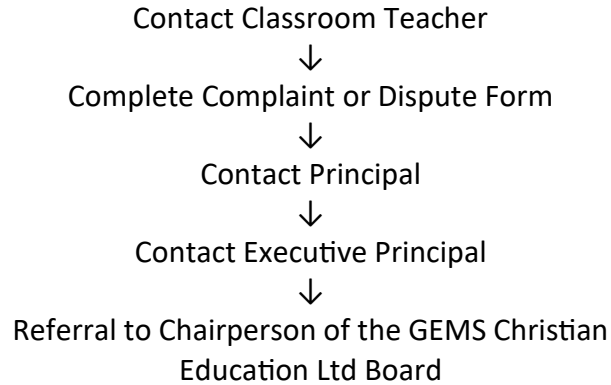 Contact Classroom Teacher
↓
Complete Complaint or Dispute Form
↓
Contact Principal
↓
Contact Executive Principal
↓
Referral to Chairperson of the GEMS Christian
Education Ltd Board